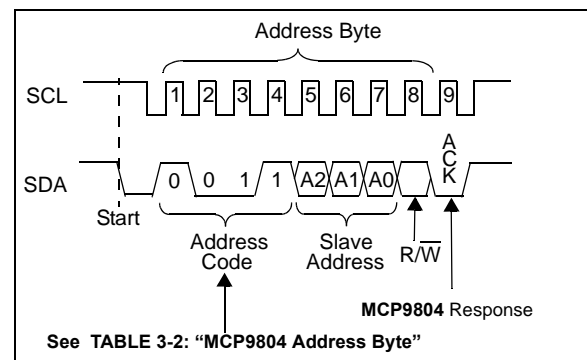 Address Byte
SCL 1 2 3 4 5 6 7 8 9
SDA 0 0 1 1 A2 A1 A0 ACK
Start
Address Code
Slave Address
R/W̅
MCP9804 Response
See TABLE 3-2: “MCP9804 Address Byte”